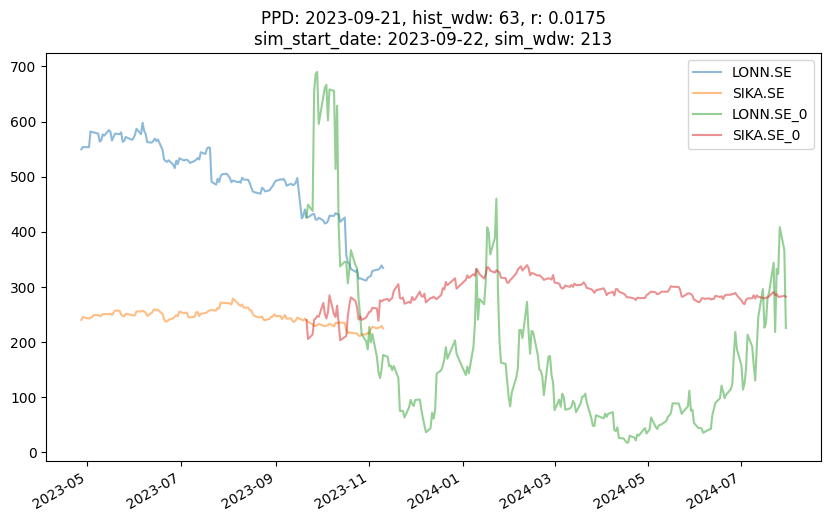 PPD: 2023-09-21, hist_wdw: 63, r: 0.0175
sim_start_date: 2023-09-22, sim_wdw: 213
700
600
500
400
300
200
100
0
LONN.SE
SIKA.SE
LONN.SE_0
SIKA.SE_0
2023-05
2023-07
2023-09
2023-11
2024-01
2024-03
2024-05
2024-07